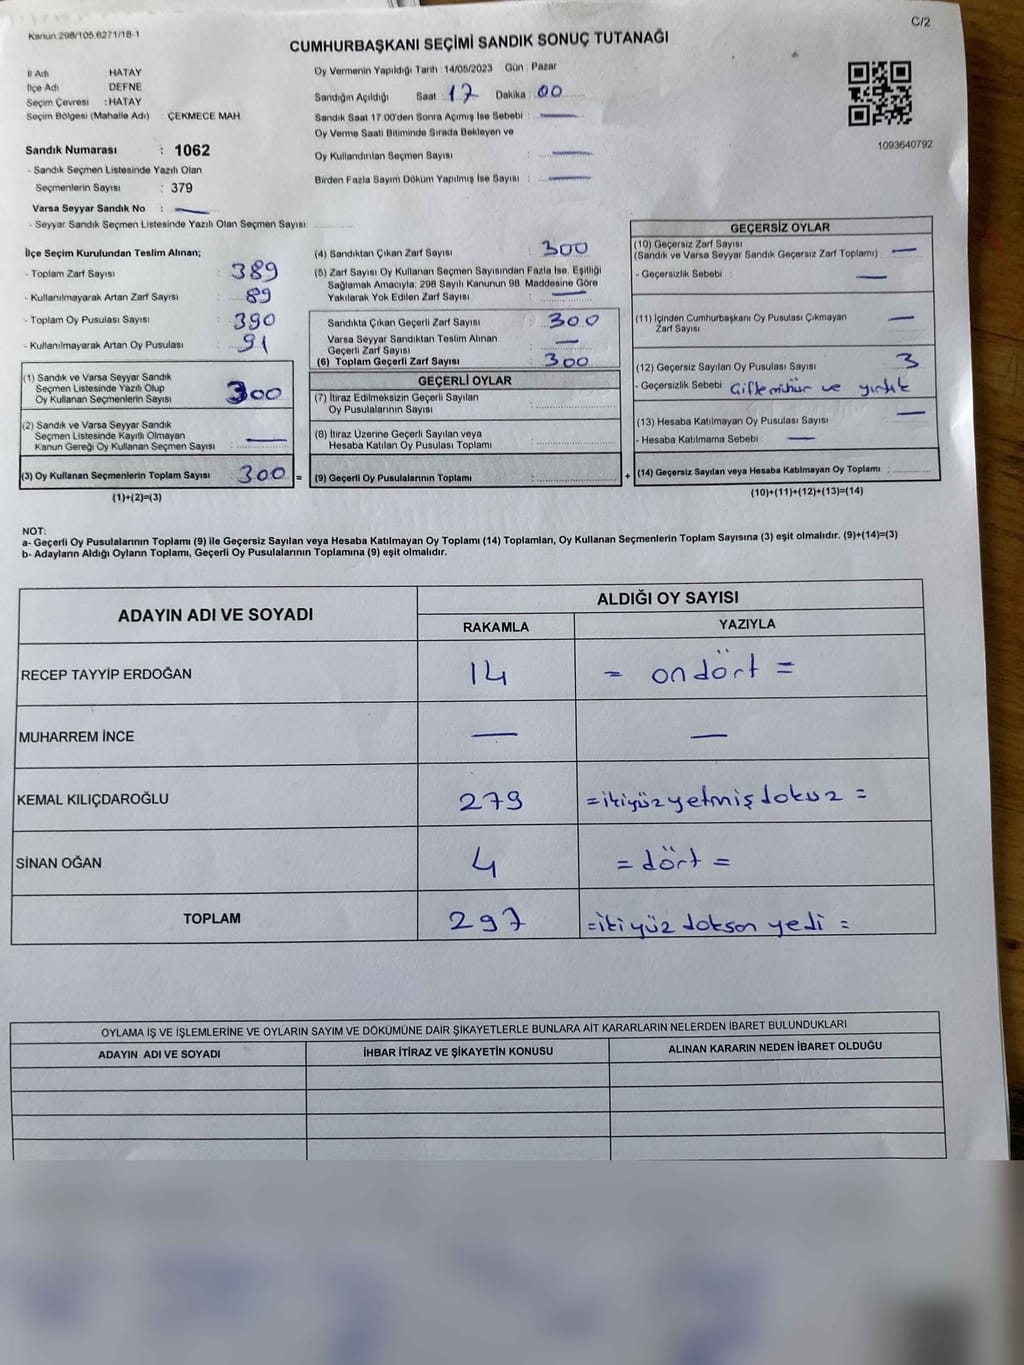 Kanun 298/105,6271/18-1
C/2
CUMHURBAŞKANI SEÇİMİ SANDIK SONUÇ TUTANAĞI
İl Adı HATAY
İlçe Adı DEFNE
Seçim Çevresi : HATAY
Seçim Bölgesi (Mahalle Adı) : ÇEKMECE MAH
Sandık Numarası : 1062
- Sandık Seçmen Listesinde Yazılı Olan
Seçmenlerin Sayısı : 379
Varsa Seyyar Sandık No : —
- Seyyar Sandık Seçmen Listesinde Yazılı Olan Seçmen Sayısı:
Oy Vermenin Yapıldığı Tarih : 14/05/2023 Gün : Pazar
Sandığın Açıldığı Saat : 17 Dakika : 00
Sandık Saat 17.00'den Sonra Açımış İse Sebebi : —
Oy Verme Saati Bitiminde Sırada Bekleyen ve
Oy Kullandırılan Seçmen Sayısı : —
Birden Fazla Sayım Döküm Yapılmış İse Sayısı : —
1093640792
İlçe Seçim Kurulundan Teslim Alınan;
- Toplam Zarf Sayısı : 389
- Kullanılmayarak Artan Zarf Sayısı : 89
- Toplam Oy Pusulası Sayısı : 390
- Kullanılmayarak Artan Oy Pusulası : 91
(1) Sandık ve Varsa Seyyar Sandık
Seçmen Listesinde Yazılı Olup
Oy Kullanan Seçmenlerin Sayısı : 300
(2) Sandık ve Varsa Seyyar Sandık
Seçmen Listesinde Kayıtlı Olmayan
Kanun Gereği Oy Kullanan Seçmen Sayısı : —
(3) Oy Kullanan Seçmenlerin Toplam Sayısı : 300 =
(1)+(2)=(3)
(4) Sandıktan Çıkan Zarf Sayısı : 300
(5) Zarf Sayısı Oy Kullanan Seçmen Sayısından Fazla İse, Eşitliği
Sağlamak Amacıyla; 298 Sayılı Kanunun 98. Maddesine Göre
Yakılarak Yok Edilen Zarf Sayısı : —
Sandıkta Çıkan Geçerli Zarf Sayısı : 300
Varsa Seyyar Sandıktan Teslim Alınan
Geçerli Zarf Sayısı : —
(6) Toplam Geçerli Zarf Sayısı : 300
GEÇERLİ OYLAR
(7) İtiraz Edilmeksizin Geçerli Sayılan
Oy Pusulalarının Sayısı :
(8) İtiraz Üzerine Geçerli Sayılan veya
Hesaba Katılan Oy Pusulası Toplamı :
(9) Geçerli Oy Pusulalarının Toplamı : +
GEÇERSİZ OYLAR
(10) Geçersiz Zarf Sayısı
(Sandık ve Varsa Seyyar Sandık Geçersiz Zarf Toplamı) : —
- Geçersizlik Sebebi : —
(11) İçinden Cumhurbaşkanı Oy Pusulası Çıkmayan
Zarf Sayısı : —
(12) Geçersiz Sayılan Oy Pusulası Sayısı : 3
- Geçersizlik Sebebi : Çift mühür ve yırtık
(13) Hesaba Katılmayan Oy Pusulası Sayısı : —
- Hesaba Katılmama Sebebi : —
(14) Geçersiz Sayılan veya Hesaba Katılmayan Oy Toplamı :
(10)+(11)+(12)+(13)=(14)
NOT:
a- Geçerli Oy Pusulalarının Toplamı (9) ile Geçersiz Sayılan veya Hesaba Katılmayan Oy Toplamı (14) Toplamları, Oy Kullanan Seçmenlerin Toplam Sayısına (3) eşit olmalıdır. (9)+(14)=(3)
b- Adayların Aldığı Oyların Toplamı, Geçerli Oy Pusulalarının Toplamına (9) eşit olmalıdır.
ADAYIN ADI VE SOYADI ALDIĞI OY SAYISI
RAKAMLA YAZIYLA
RECEP TAYYİP ERDOĞAN 14 = ondört =
MUHARREM İNCE — —
KEMAL KILIÇDAROĞLU 279 = ikiyüzyetmişdokuz =
SİNAN OĞAN 4 = dört =
TOPLAM 297 = ikiyüz dokson yedi =
OYLAMA İŞ VE İŞLEMLERİNE VE OYLARIN SAYIM VE DÖKÜMÜNE DAİR ŞİKAYETLERLE BUNLARA AİT KARARLARIN NELERDEN İBARET BULUNDUKLARI
ADAYIN ADI VE SOYADI İHBAR İTİRAZ VE ŞİKAYETİN KONUSU ALINAN KARARIN NEDEN İBARET OLDUĞU